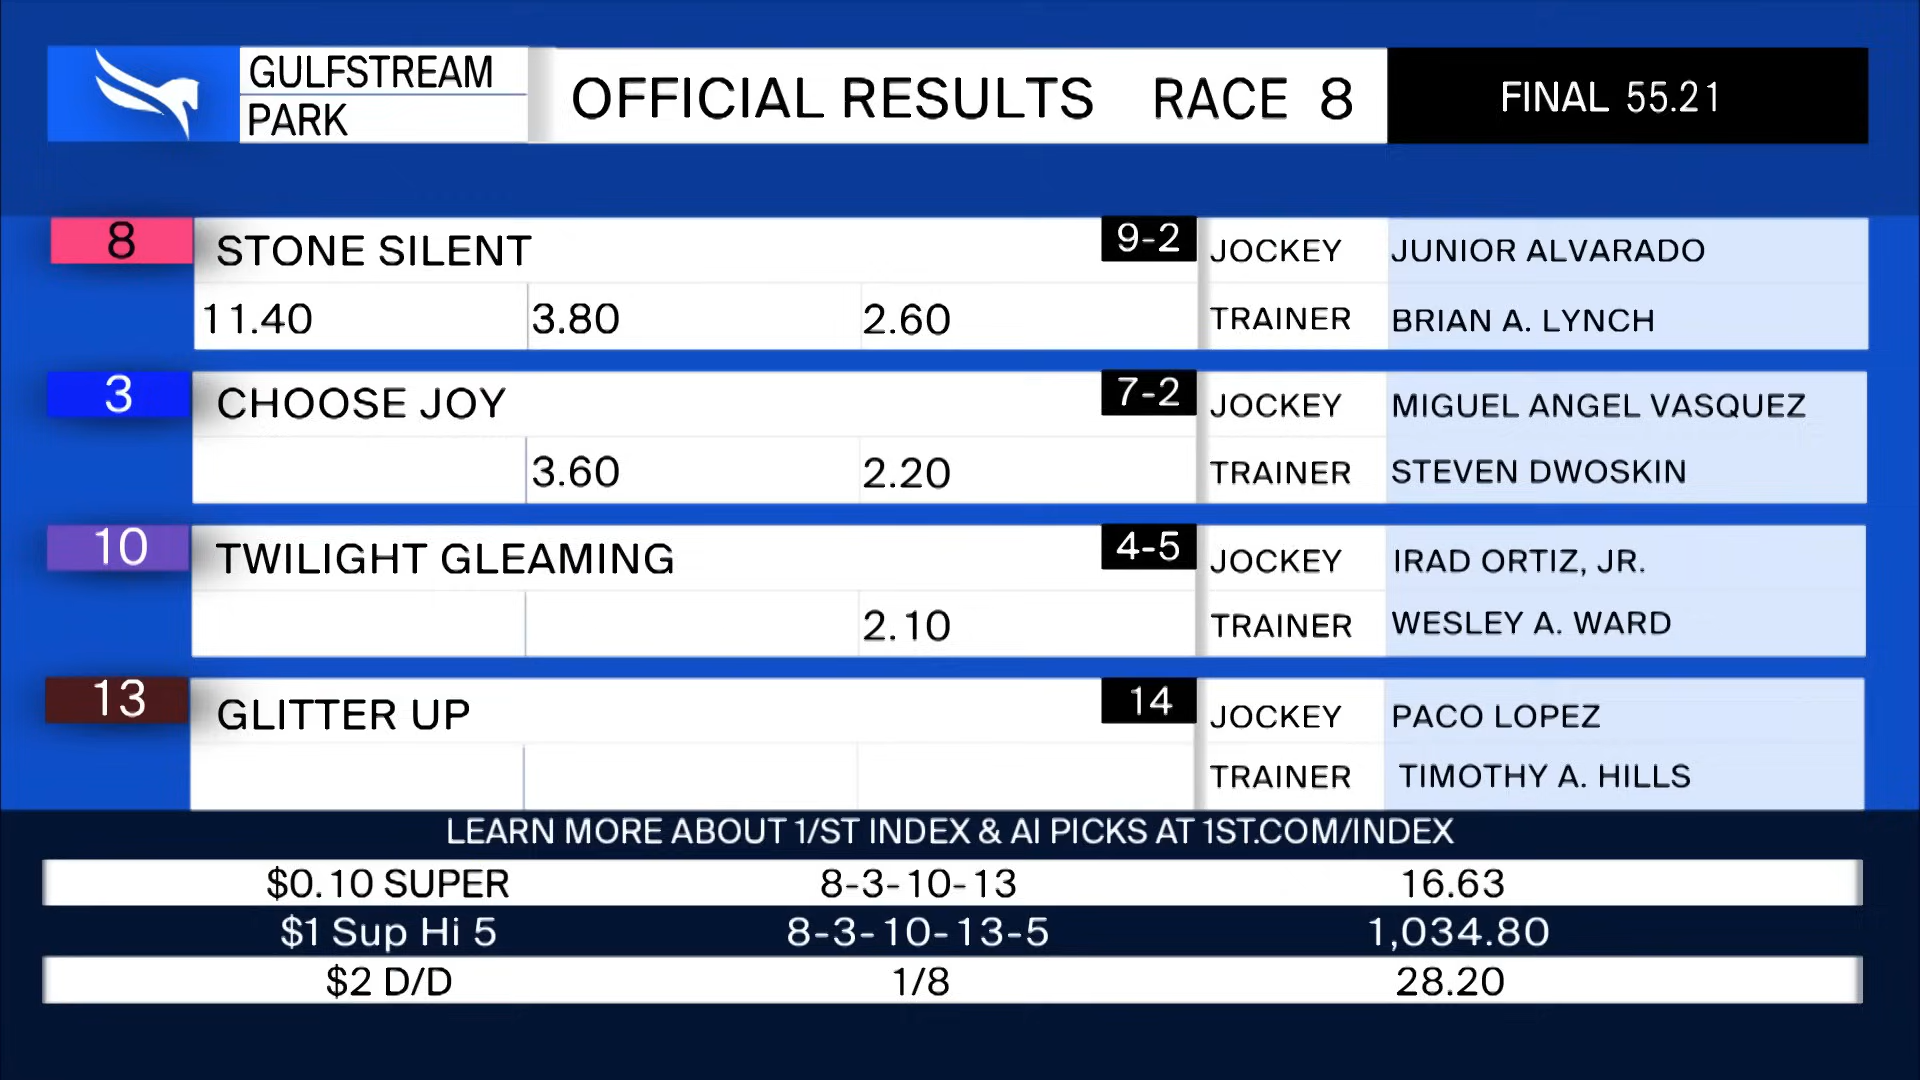 GULFSTREAM
PARK
OFFICIAL RESULTS RACE 8
FINAL 55.21
8 STONE SILENT 9-2 JOCKEY JUNIOR ALVARADO
11.40 3.80 2.60 TRAINER BRIAN A. LYNCH
3 CHOOSE JOY 7-2 JOCKEY MIGUEL ANGEL VASQUEZ
3.60 2.20 TRAINER STEVEN DWOSKIN
10 TWILIGHT GLEAMING 4-5 JOCKEY IRAD ORTIZ, JR.
2.10 TRAINER WESLEY A. WARD
13 GLITTER UP 14 JOCKEY PACO LOPEZ
TRAINER TIMOTHY A. HILLS
LEARN MORE ABOUT 1/ST INDEX & AI PICKS AT 1ST.COM/INDEX
$0.10 SUPER 8-3-10-13 16.63
$1 Sup Hi 5 8-3-10-13-5 1,034.80
$2 D/D 1/8 28.20